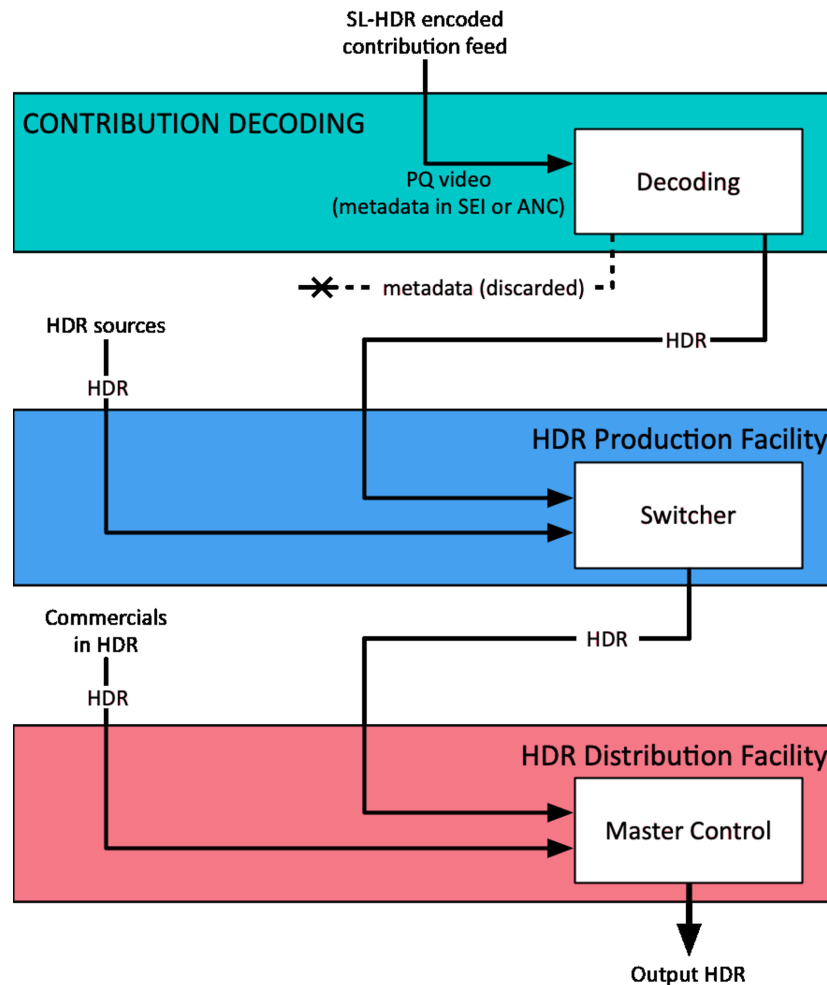 SL-HDR encoded
contribution feed
CONTRIBUTION DECODING
Decoding
PQ video
(metadata in SEI or ANC)
metadata (discarded)
HDR sources
HDR
HDR
HDR Production Facility
Switcher
Commercials
in HDR
HDR
HDR
HDR Distribution Facility
Master Control
Output HDR